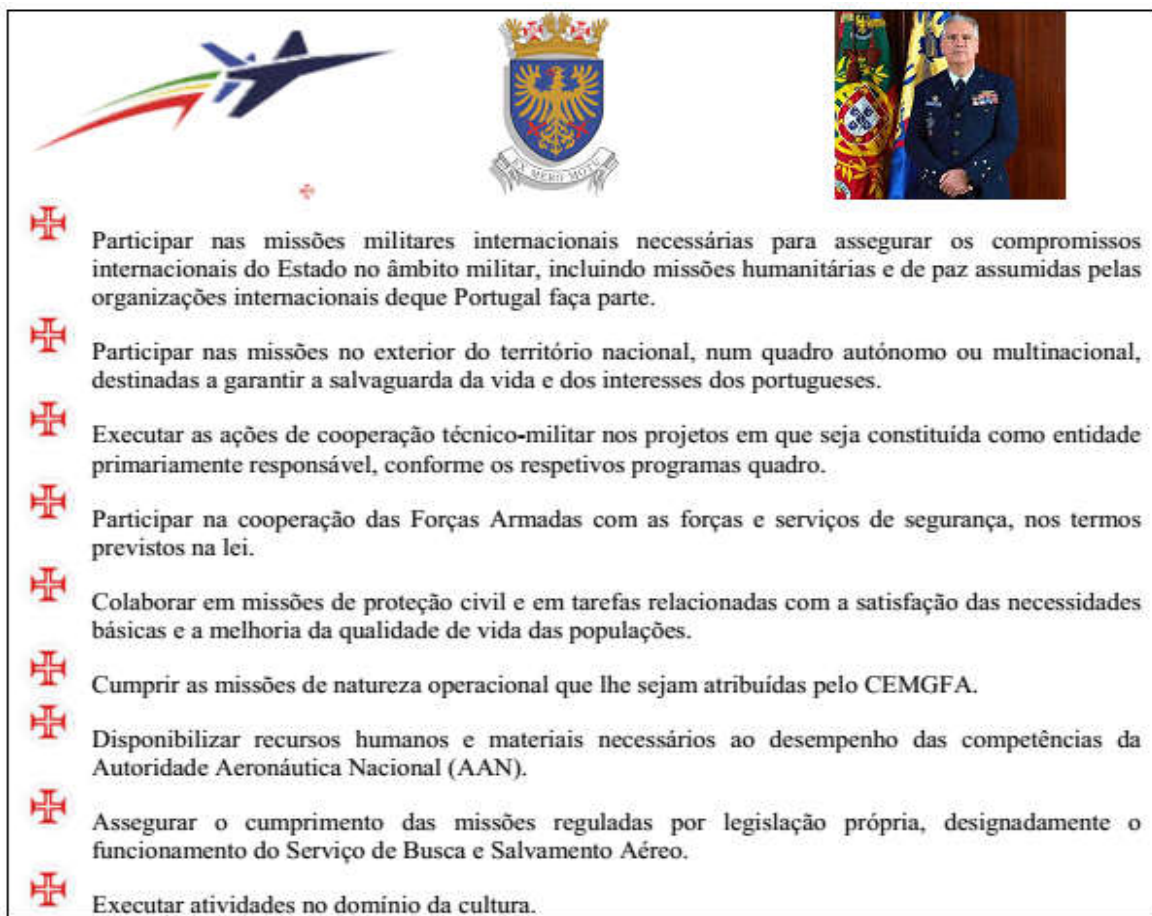 EX MERO MOTU
Participar nas missões militares internacionais necessárias para assegurar os compromissos
internacionais do Estado no âmbito militar, incluindo missões humanitárias e de paz assumidas pelas
organizações internacionais deque Portugal faça parte.
Participar nas missões no exterior do território nacional, num quadro autónomo ou multinacional,
destinadas a garantir a salvaguarda da vida e dos interesses dos portugueses.
Executar as ações de cooperação técnico-militar nos projetos em que seja constituída como entidade
primariamente responsável, conforme os respetivos programas quadro.
Participar na cooperação das Forças Armadas com as forças e serviços de segurança, nos termos
previstos na lei.
Colaborar em missões de proteção civil e em tarefas relacionadas com a satisfação das necessidades
básicas e a melhoria da qualidade de vida das populações.
Cumprir as missões de natureza operacional que lhe sejam atribuídas pelo CEMGFA.
Disponibilizar recursos humanos e materiais necessários ao desempenho das competências da
Autoridade Aeronáutica Nacional (AAN).
Assegurar o cumprimento das missões reguladas por legislação própria, designadamente o
funcionamento do Serviço de Busca e Salvamento Aéreo.
Executar atividades no domínio da cultura.